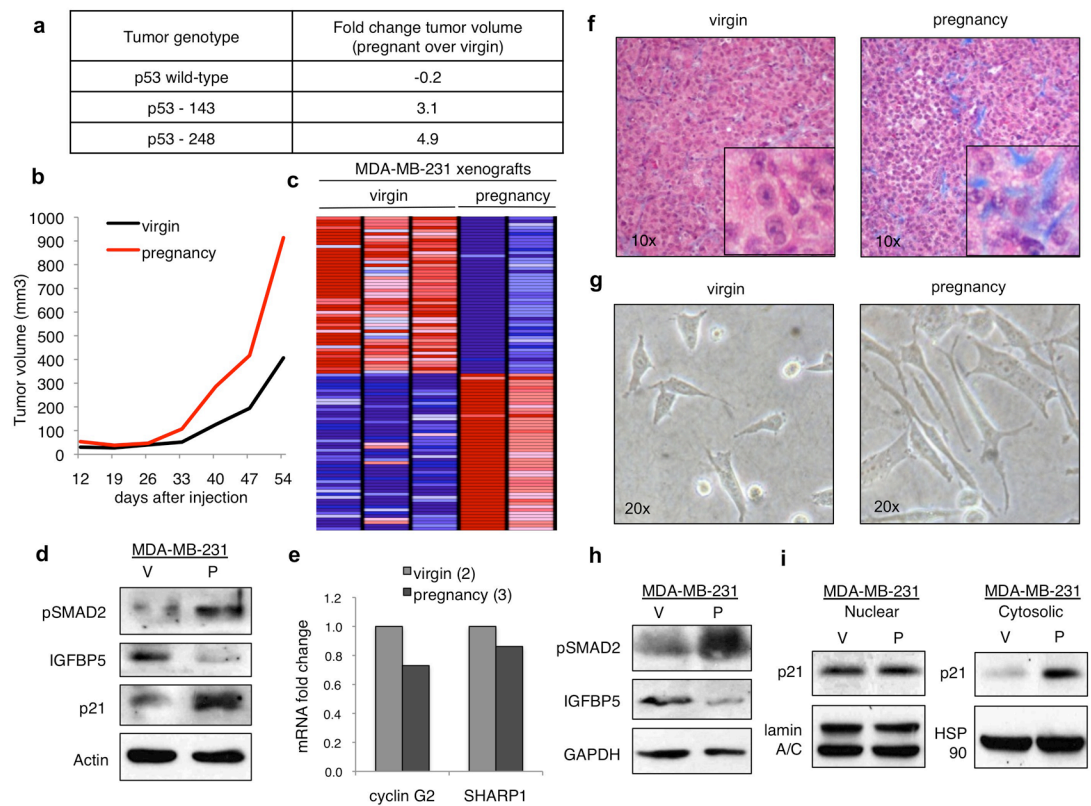 a
Tumor genotype
Fold change tumor volume
(pregnant over virgin)
p53 wild-type
-0.2
p53 - 143
3.1
p53 - 248
4.9
b
virgin
pregnancy
Tumor volume (mm3)
1000
900
800
700
600
500
400
300
200
100
0
12 19 26 33 40 47 54
days after injection
c
MDA-MB-231 xenografts
virgin pregnancy
d
MDA-MB-231
V P
pSMAD2
IGFBP5
p21
Actin
e
virgin (2)
pregnancy (3)
mRNA fold change
1.2
1.0
0.8
0.6
0.4
0.2
0.0
cyclin G2 SHARP1
f
virgin pregnancy
10x 10x
g
virgin pregnancy
20x 20x
h
MDA-MB-231
V P
pSMAD2
IGFBP5
GAPDH
i
MDA-MB-231
Nuclear
V P
p21
lamin
A/C
MDA-MB-231
Cytosolic
V P
p21
HSP
90